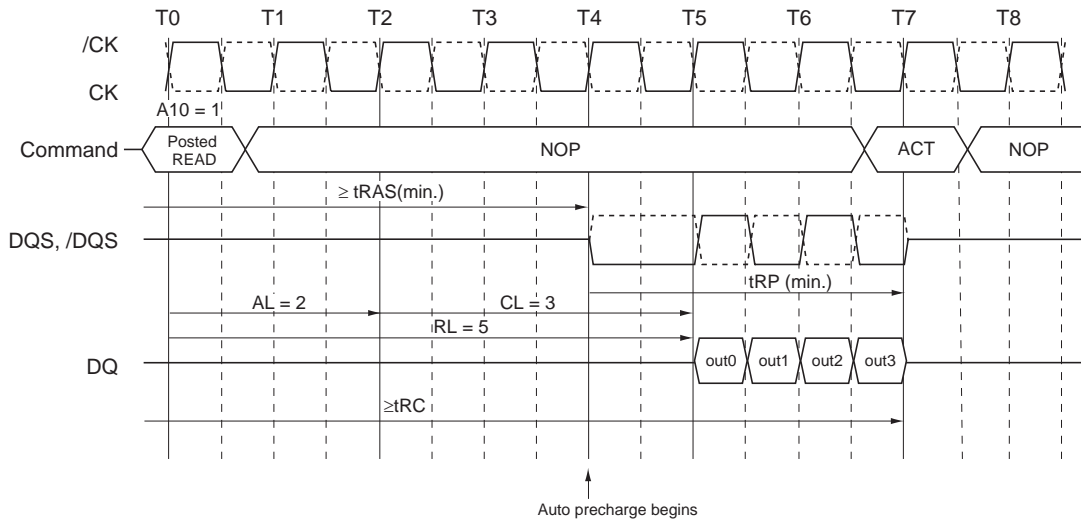 T0 T1 T2 T3 T4 T5 T6 T7 T8
/CK
CK
A10 = 1
Command Posted READ NOP ACT NOP
≥ tRAS(min.)
DQS, /DQS
tRP (min.)
AL = 2 CL = 3
RL = 5
DQ out0 out1 out2 out3
≥tRC
Auto precharge begins